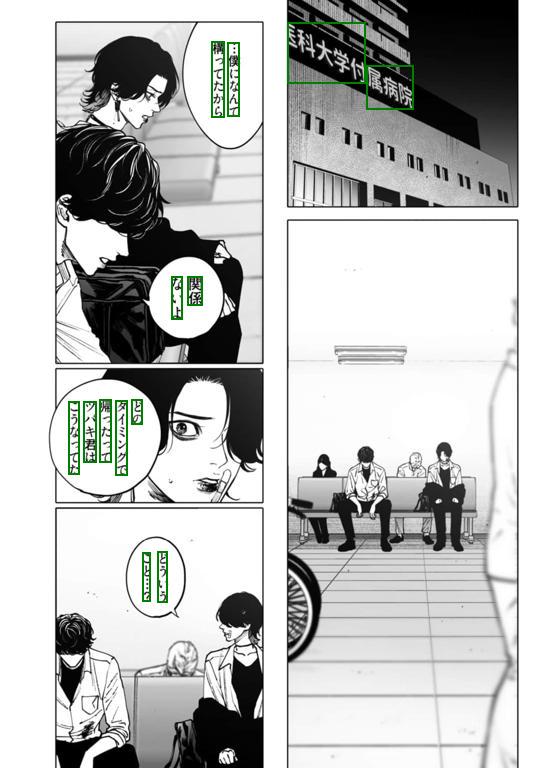 医科大学付
属病院
…僕になんて
構ってたから
関係
ないよ
どの
タイミングで
帰ったって
ツバキ君は
こうなってた
どういう
こと…?